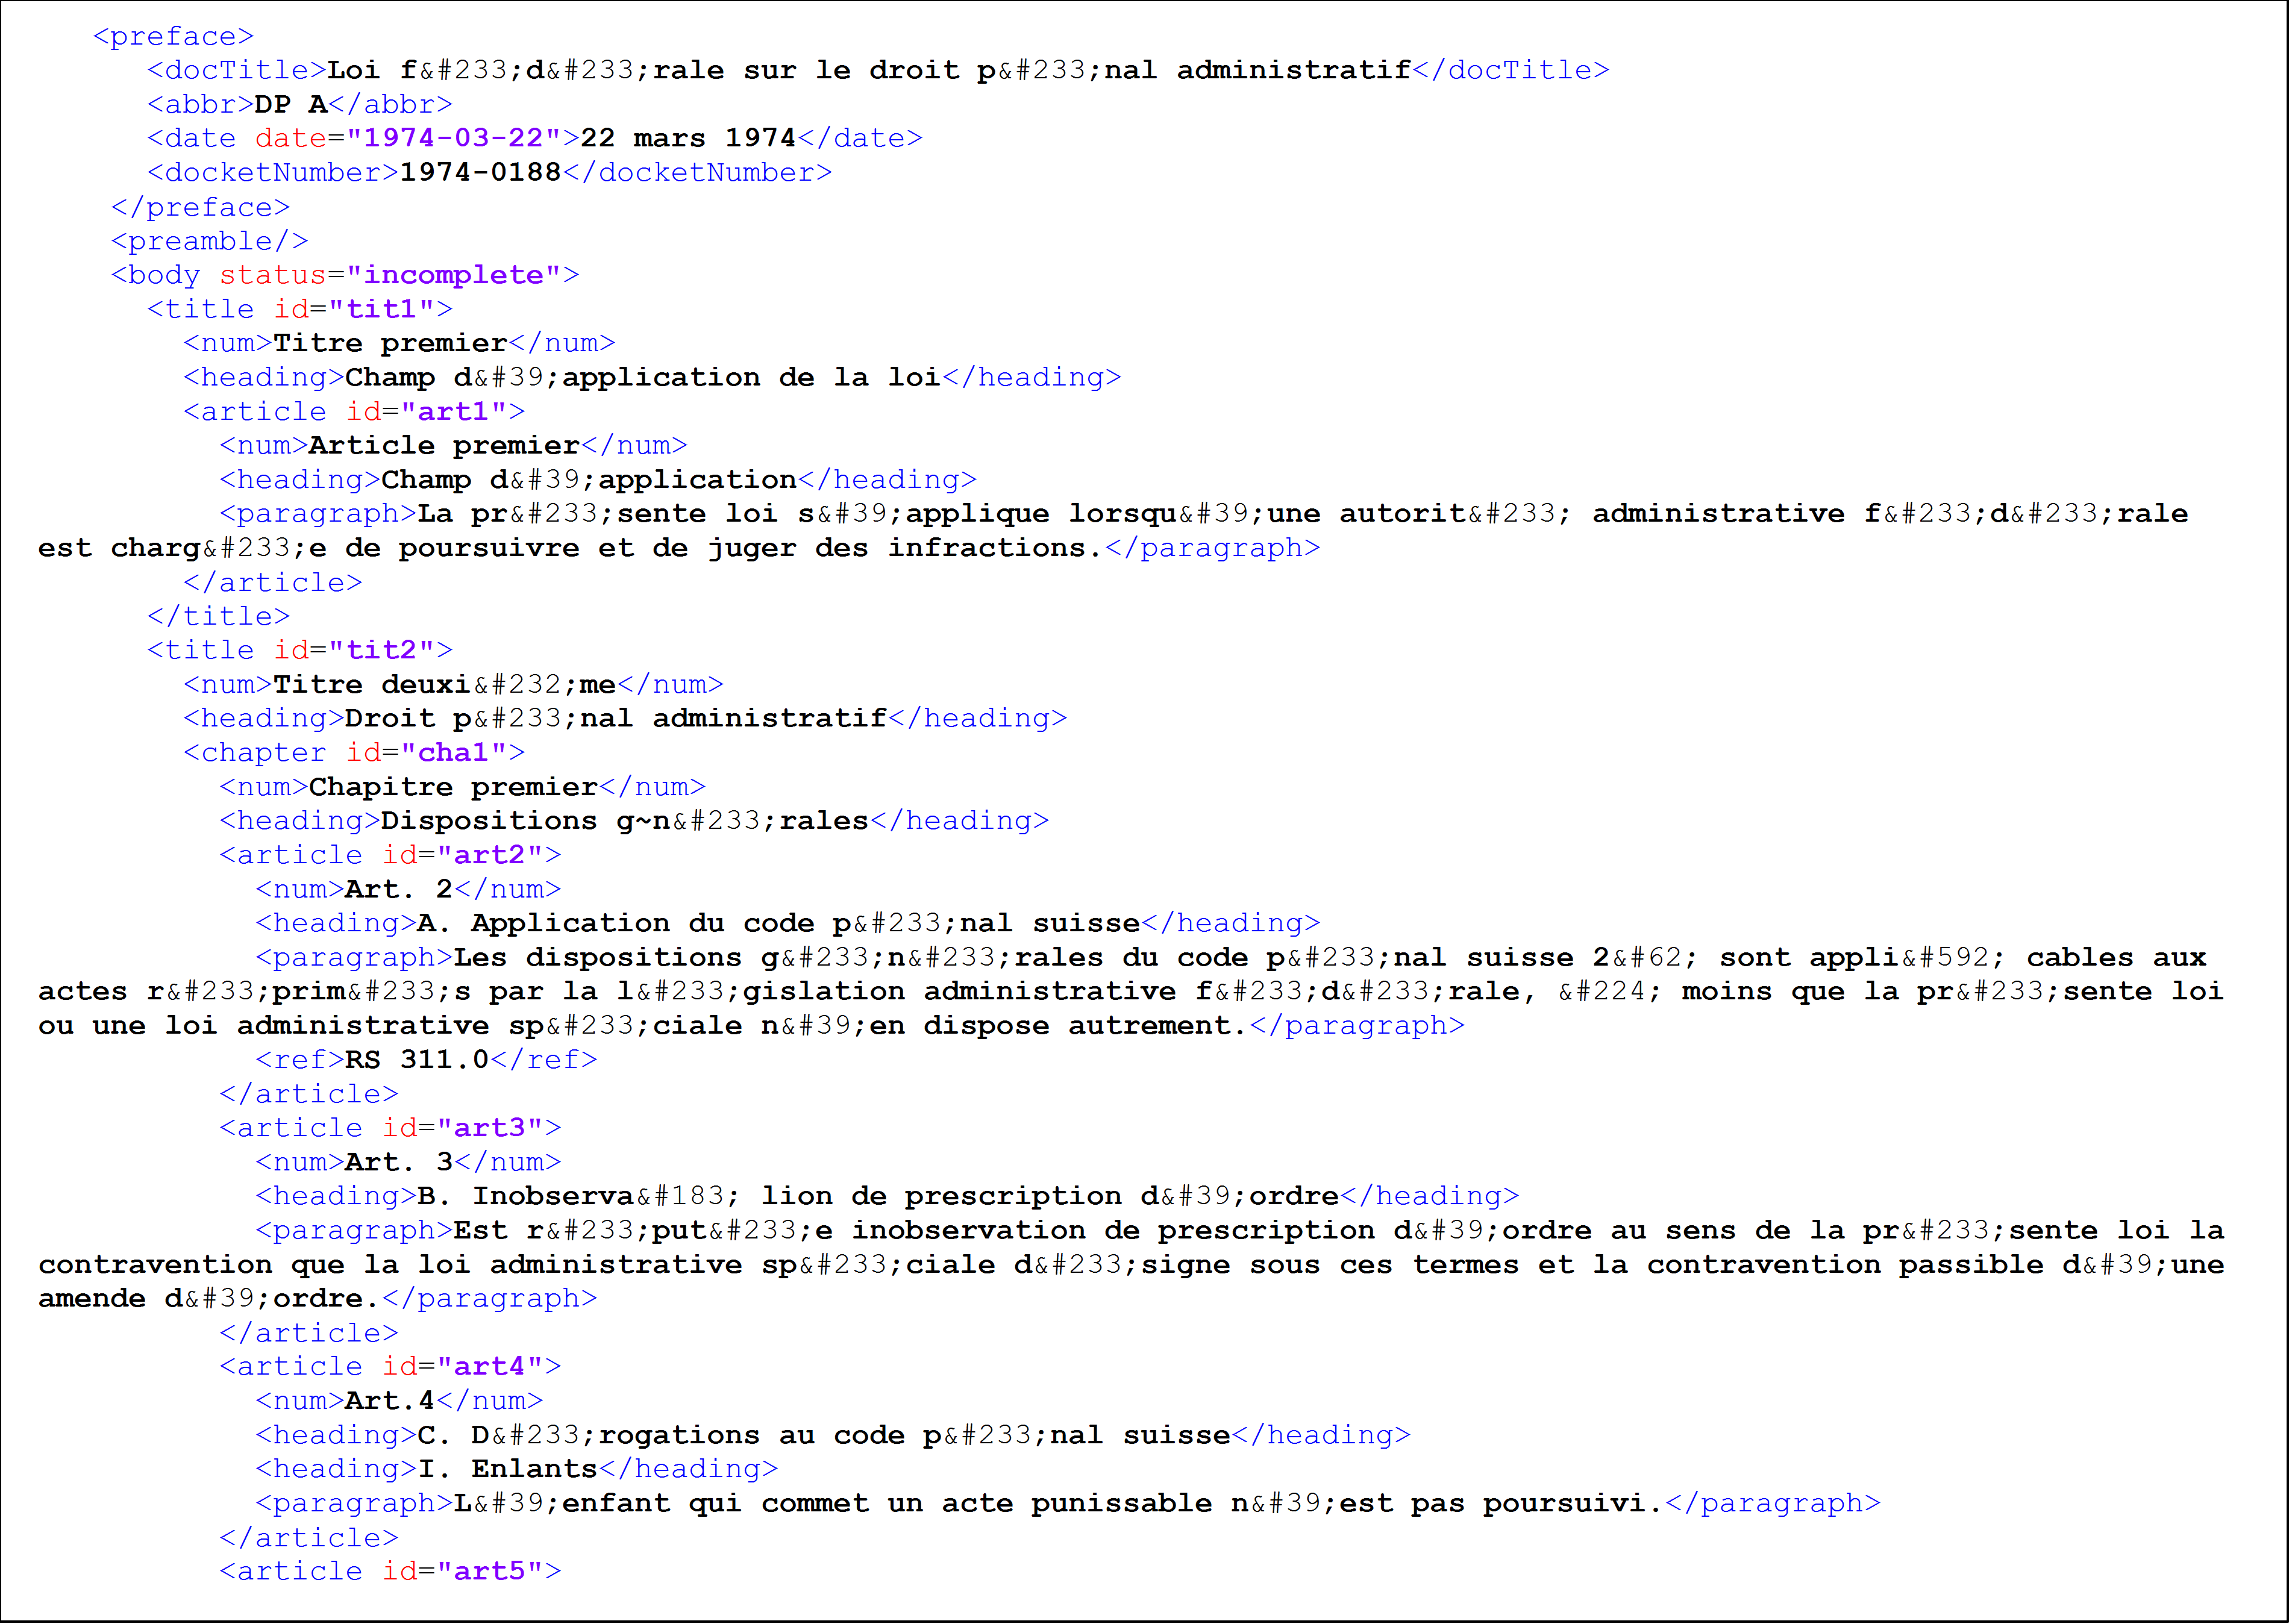 <preface>
<docTitle>Loi f&#233;d&#233;rale sur le droit p&#233;nal administratif</docTitle>
<abbr>DP A</abbr>
<date date="1974-03-22">22 mars 1974</date>
<docketNumber>1974-0188</docketNumber>
</preface>
<preamble/>
<body status="incomplete">
<title id="tit1">
<num>Titre premier</num>
<heading>Champ d&#39;application de la loi</heading>
<article id="art1">
<num>Article premier</num>
<heading>Champ d&#39;application</heading>
<paragraph>La pr&#233;sente loi s&#39;applique lorsqu&#39;une autorit&#233; administrative f&#233;d&#233;rale
est charg&#233;e de poursuivre et de juger des infractions.</paragraph>
</article>
</title>
<title id="tit2">
<num>Titre deuxi&#232;me</num>
<heading>Droit p&#233;nal administratif</heading>
<chapter id="cha1">
<num>Chapitre premier</num>
<heading>Dispositions g~n&#233;rales</heading>
<article id="art2">
<num>Art. 2</num>
<heading>A. Application du code p&#233;nal suisse</heading>
<paragraph>Les dispositions g&#233;n&#233;rales du code p&#233;nal suisse 2&#62; sont appli&#592; cables aux
actes r&#233;prim&#233;s par la l&#233;gislation administrative f&#233;d&#233;rale, &#224; moins que la pr&#233;sente loi
ou une loi administrative sp&#233;ciale n&#39;en dispose autrement.</paragraph>
<ref>RS 311.0</ref>
</article>
<article id="art3">
<num>Art. 3</num>
<heading>B. Inobserva&#183; lion de prescription d&#39;ordre</heading>
<paragraph>Est r&#233;put&#233;e inobservation de prescription d&#39;ordre au sens de la pr&#233;sente loi la
contravention que la loi administrative sp&#233;ciale d&#233;signe sous ces termes et la contravention passible d&#39;une
amende d&#39;ordre.</paragraph>
</article>
<article id="art4">
<num>Art.4</num>
<heading>C. D&#233;rogations au code p&#233;nal suisse</heading>
<heading>I. Enlants</heading>
<paragraph>L&#39;enfant qui commet un acte punissable n&#39;est pas poursuivi.</paragraph>
</article>
<article id="art5">